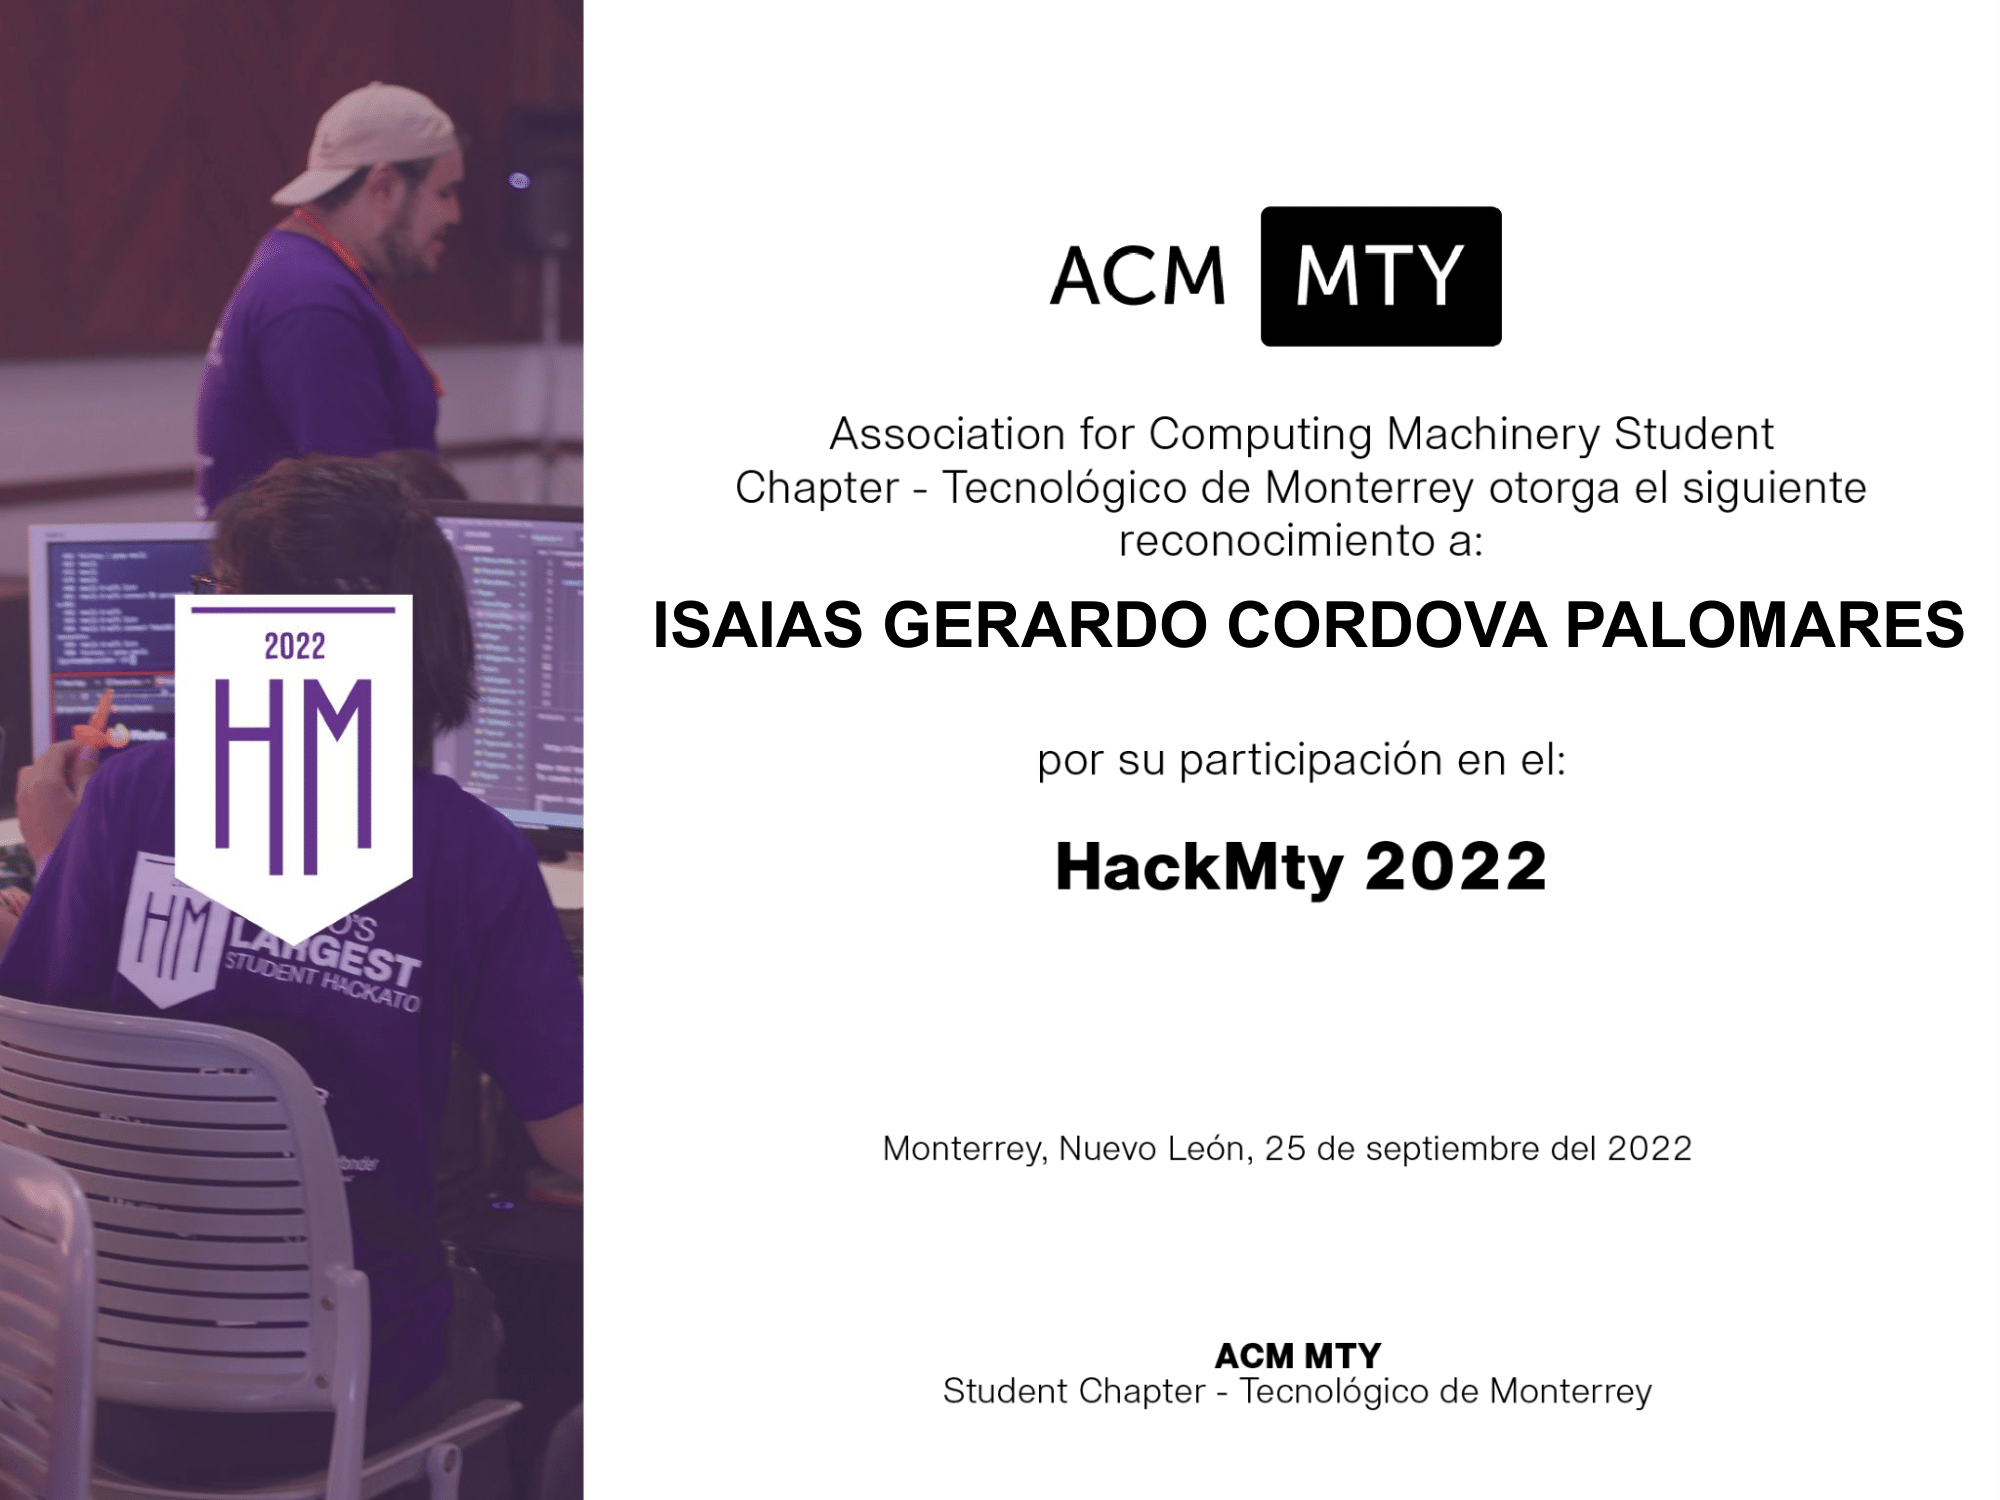 ACM MTY
Association for Computing Machinery Student
Chapter - Tecnológico de Monterrey otorga el siguiente
reconocimiento a:
ISAIAS GERARDO CORDOVA PALOMARES
por su participación en el:
HackMty 2022
Monterrey, Nuevo León, 25 de septiembre del 2022
ACM MTY
Student Chapter - Tecnológico de Monterrey
2022
HM
HM
LARGEST
STUDENT HACKATO